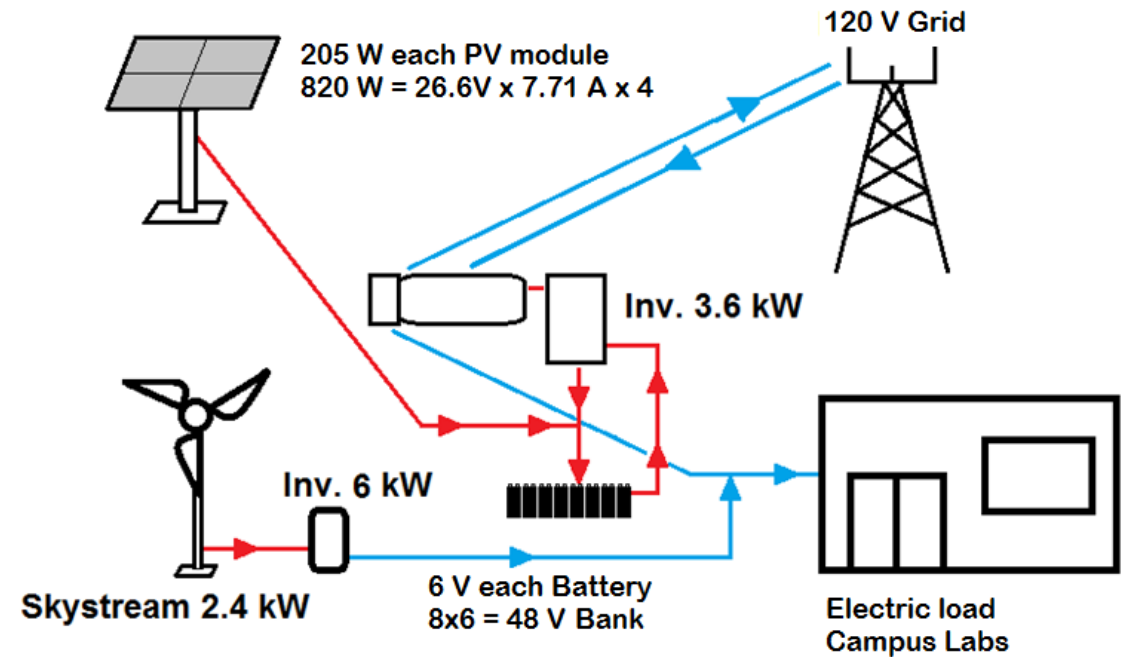 120 V Grid
205 W each PV module
820 W = 26.6V x 7.71 A x 4
Inv. 3.6 kW
Inv. 6 kW
Skystream 2.4 kW
6 V each Battery
8x6 = 48 V Bank
Electric load
Campus Labs